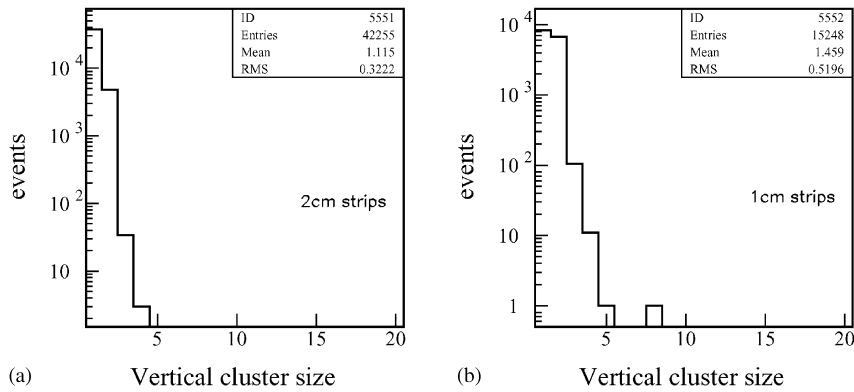 ID 5551
Entries 42255
Mean 1.115
RMS 0.3222
10^4
10^3
10^2
10
events
2cm strips
5 10 15 20
(a) Vertical cluster size
ID 5552
Entries 15248
Mean 1.459
RMS 0.5196
10^4
10^3
10^2
10
1
events
1cm strips
5 10 15 20
(b) Vertical cluster size